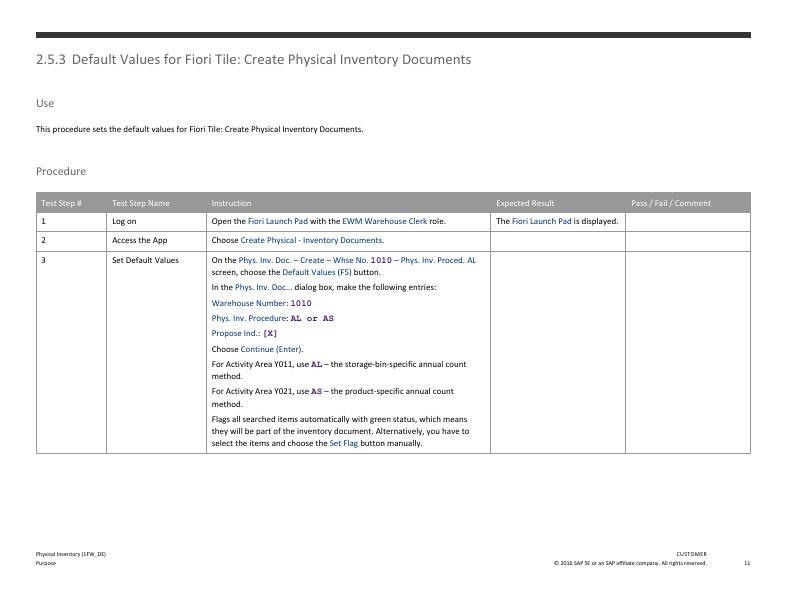 2.5.3 Default Values for Fiori Tile: Create Physical Inventory Documents
Use
This procedure sets the default values for Fiori Tile: Create Physical Inventory Documents.
Procedure
Test Step # Test Step Name Instruction Expected Result Pass / Fail / Comment
1 Log on Open the Fiori Launch Pad with the EWM Warehouse Clerk role. The Fiori Launch Pad is displayed.
2 Access the App Choose Create Physical - Inventory Documents.
3 Set Default Values On the Phys. Inv. Doc. – Create – Whse No. 1010 – Phys. Inv. Proced. AL
screen, choose the Default Values (F5) button.
In the Phys. Inv. Doc... dialog box, make the following entries:
Warehouse Number: 1010
Phys. Inv. Procedure: AL or AS
Propose Ind.: [X]
Choose Continue (Enter).
For Activity Area Y011, use AL – the storage-bin-specific annual count
method.
For Activity Area Y021, use AS – the product-specific annual count
method.
Flags all searched items automatically with green status, which means
they will be part of the inventory document. Alternatively, you have to
select the items and choose the Set Flag button manually.
Physical Inventory (1FW_DE) CUSTOMER
Purpose © 2016 SAP SE or an SAP affiliate company. All rights reserved. 11